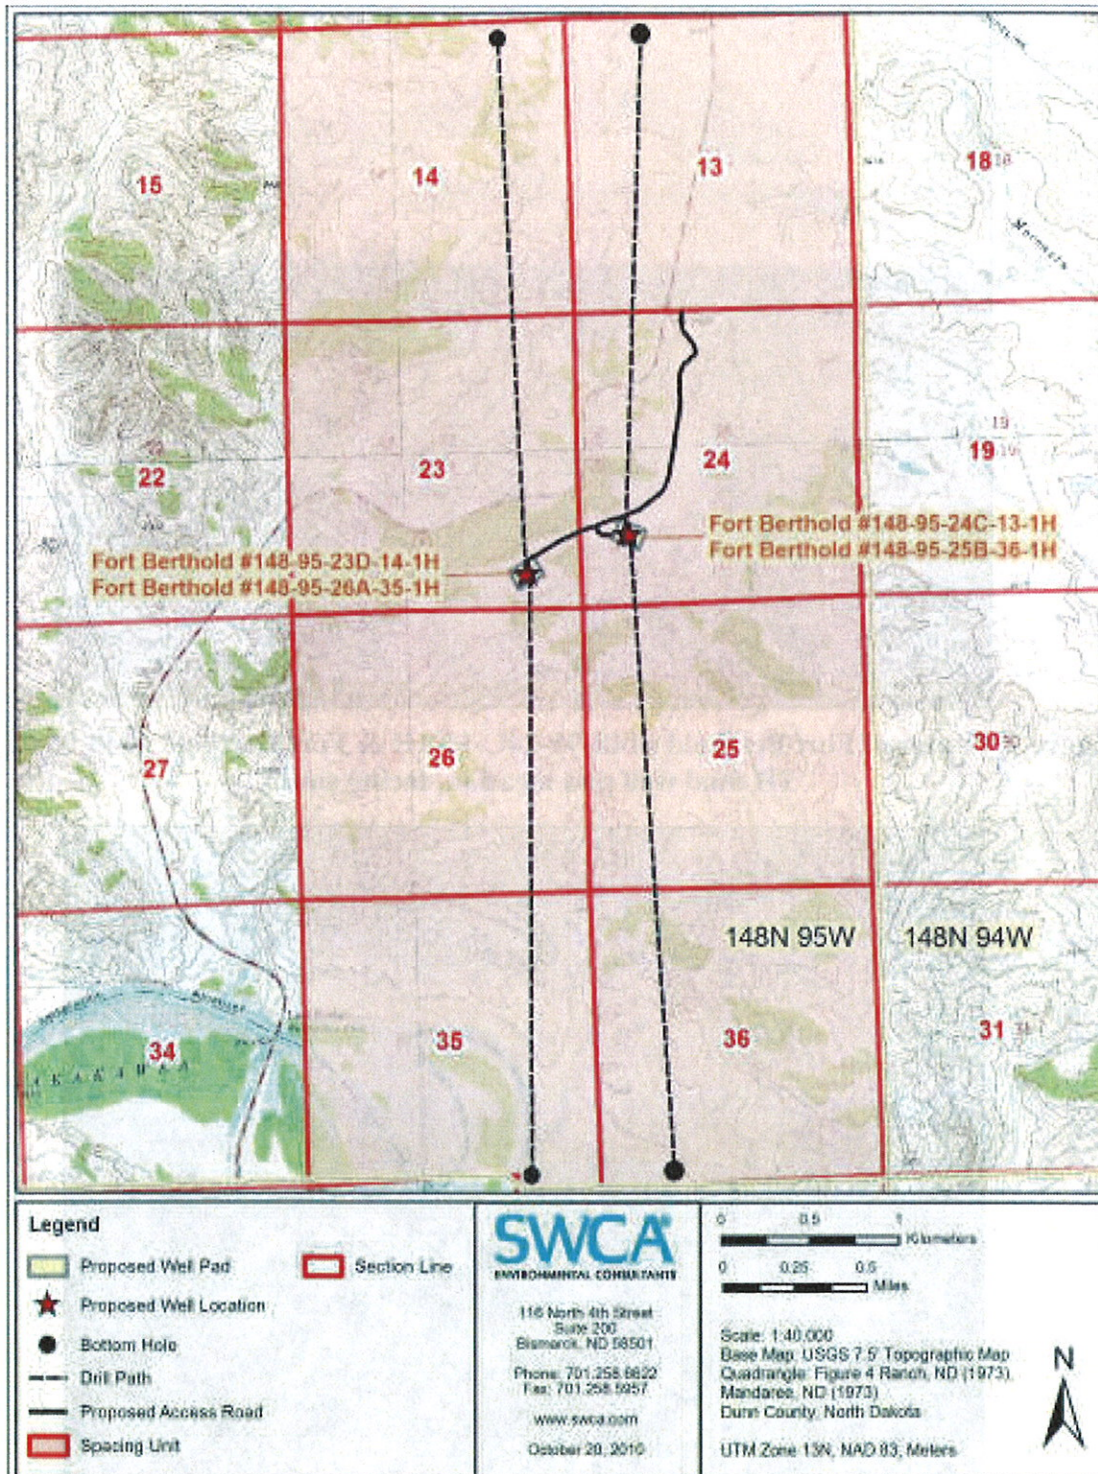 15
14
13
18
22
23
24
19
19
Fort Berthold #148-95-24C-13-1H
Fort Berthold #148-95-25B-36-1H
Fort Berthold #148-95-23D-14-1H
Fort Berthold #148-95-26A-35-1H
27
26
25
30
148N 95W
148N 94W
34
35
36
31
Legend
Proposed Well Pad
Section Line
Proposed Well Location
Bottom Hole
Drill Path
Proposed Access Road
Spacing Unit
SWCA
ENVIRONMENTAL CONSULTANTS
116 North 4th Street
Suite 200
Bismarck, ND 58501
Phone: 701.258.6622
Fax: 701.258.5957
www.swca.com
October 20, 2010
0 0.5 1
Kilometers
0 0.25 0.5
Miles
Scale: 1:40,000
Base Map: USGS 7.5' Topographic Map
Quadrangle: Figure 4 Ranch, ND (1973),
Mandaree, ND (1973)
Dunn County, North Dakota
UTM Zone 13N, NAD 83, Meters
N